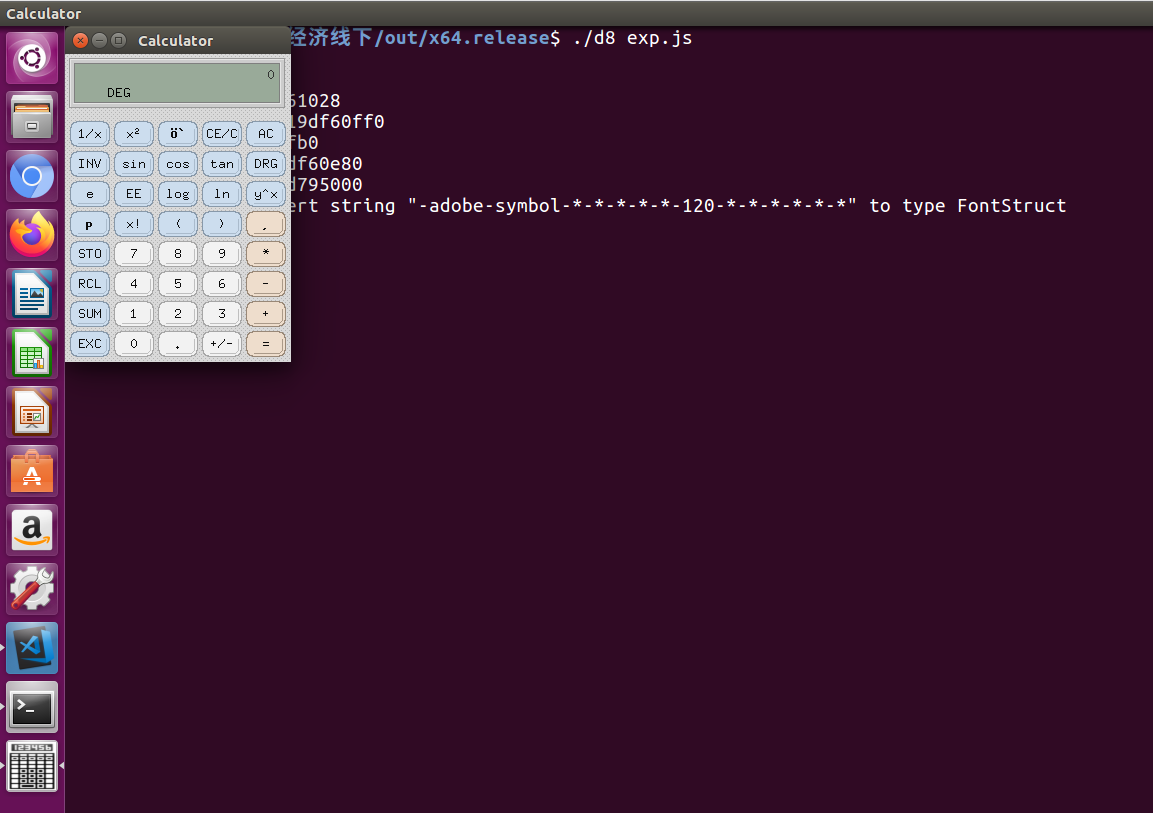 Calculator
Calculator
经济线下/out/x64.release$ ./d8 exp.js
0
DEG
61028
19df60ff0
fb0
df60e80
d795000
ert string "-adobe-symbol-*-*-*-*-*-120-*-*-*-*-*-*" to type FontStruct
1/x x² ö` CE/C AC
INV sin cos tan DRG
e EE log ln y^x
p x! ( ) ,
STO 7 8 9 *
RCL 4 5 6 -
SUM 1 2 3 +
EXC 0 . +/- =
A
a
123456